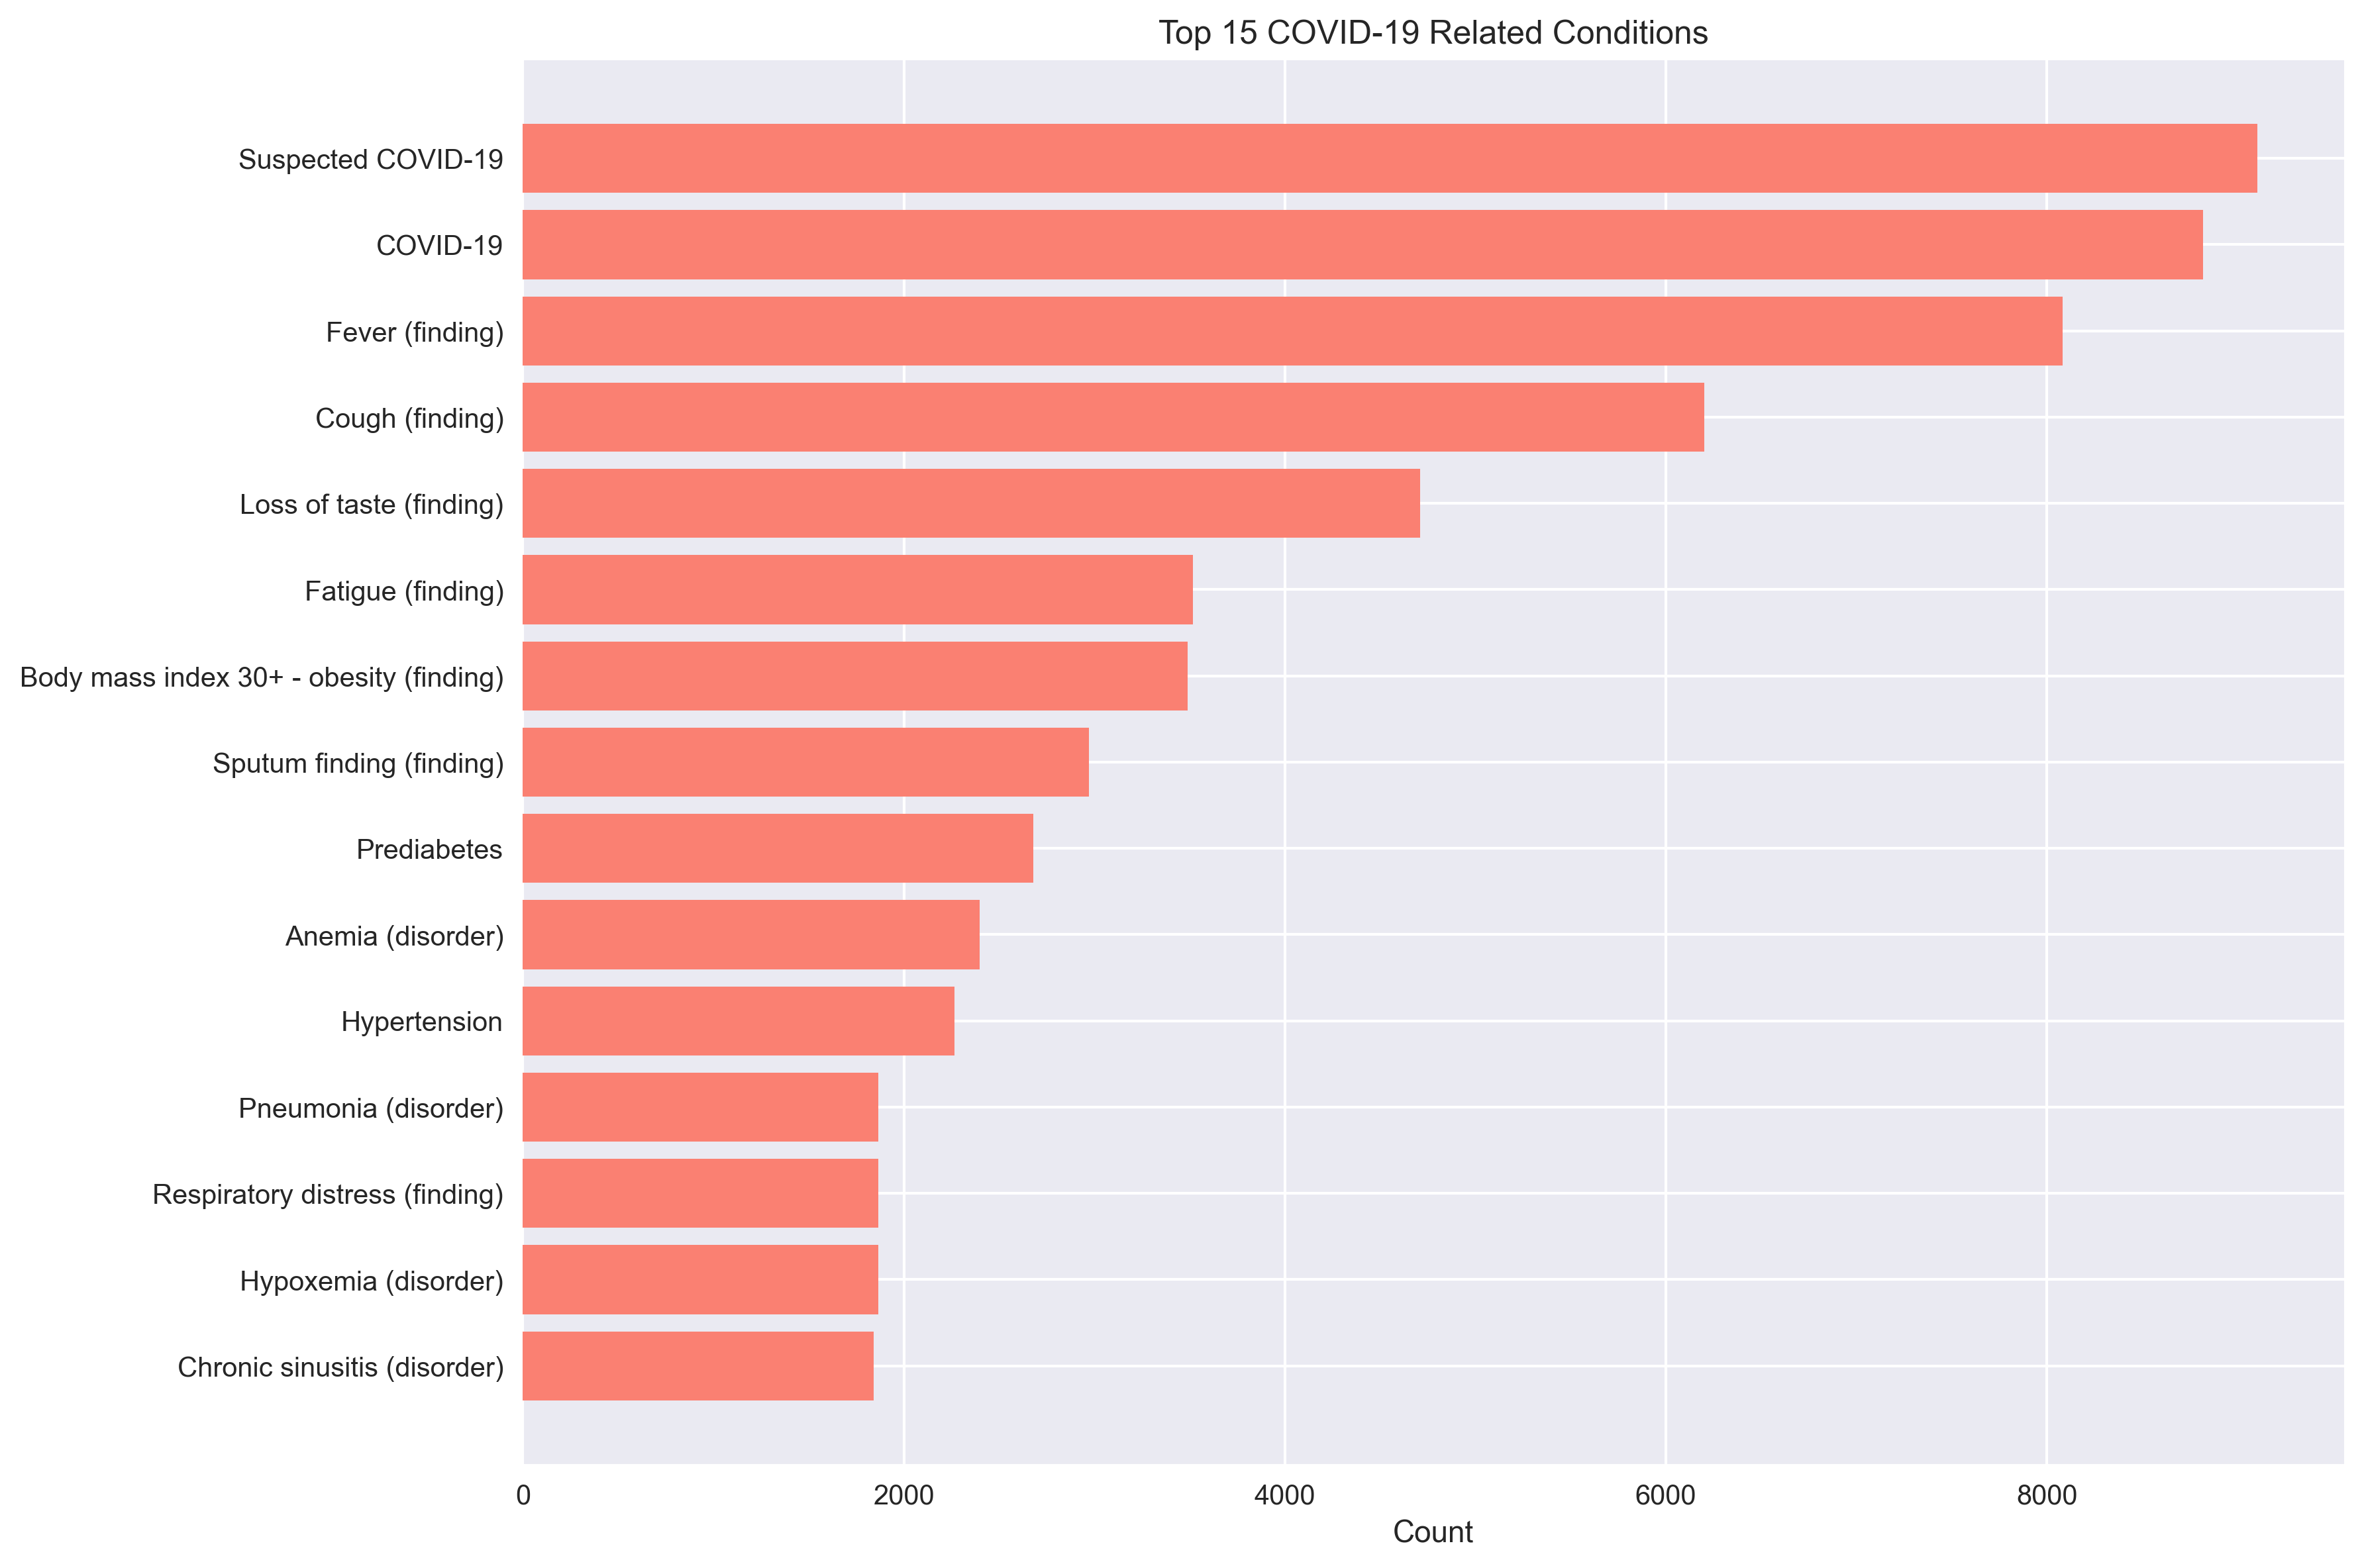 Top 15 COVID-19 Related Conditions
Suspected COVID-19
COVID-19
Fever (finding)
Cough (finding)
Loss of taste (finding)
Fatigue (finding)
Body mass index 30+ - obesity (finding)
Sputum finding (finding)
Prediabetes
Anemia (disorder)
Hypertension
Pneumonia (disorder)
Respiratory distress (finding)
Hypoxemia (disorder)
Chronic sinusitis (disorder)
0 2000 4000 6000 8000
Count